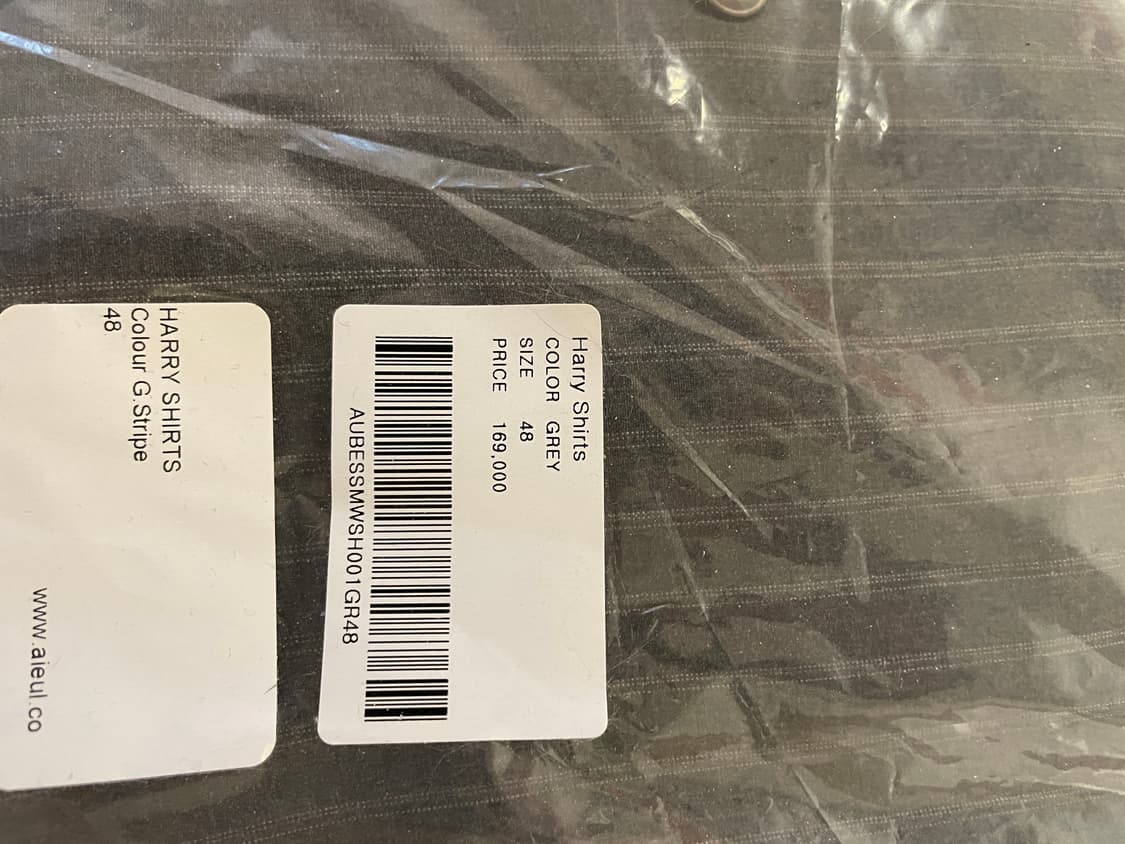 Harry Shirts
COLOR GREY
SIZE 48
PRICE 169,000
AUBESSMWSH001GR48
HARRY SHIRTS
Colour G.Stripe
48
www.aieul.co